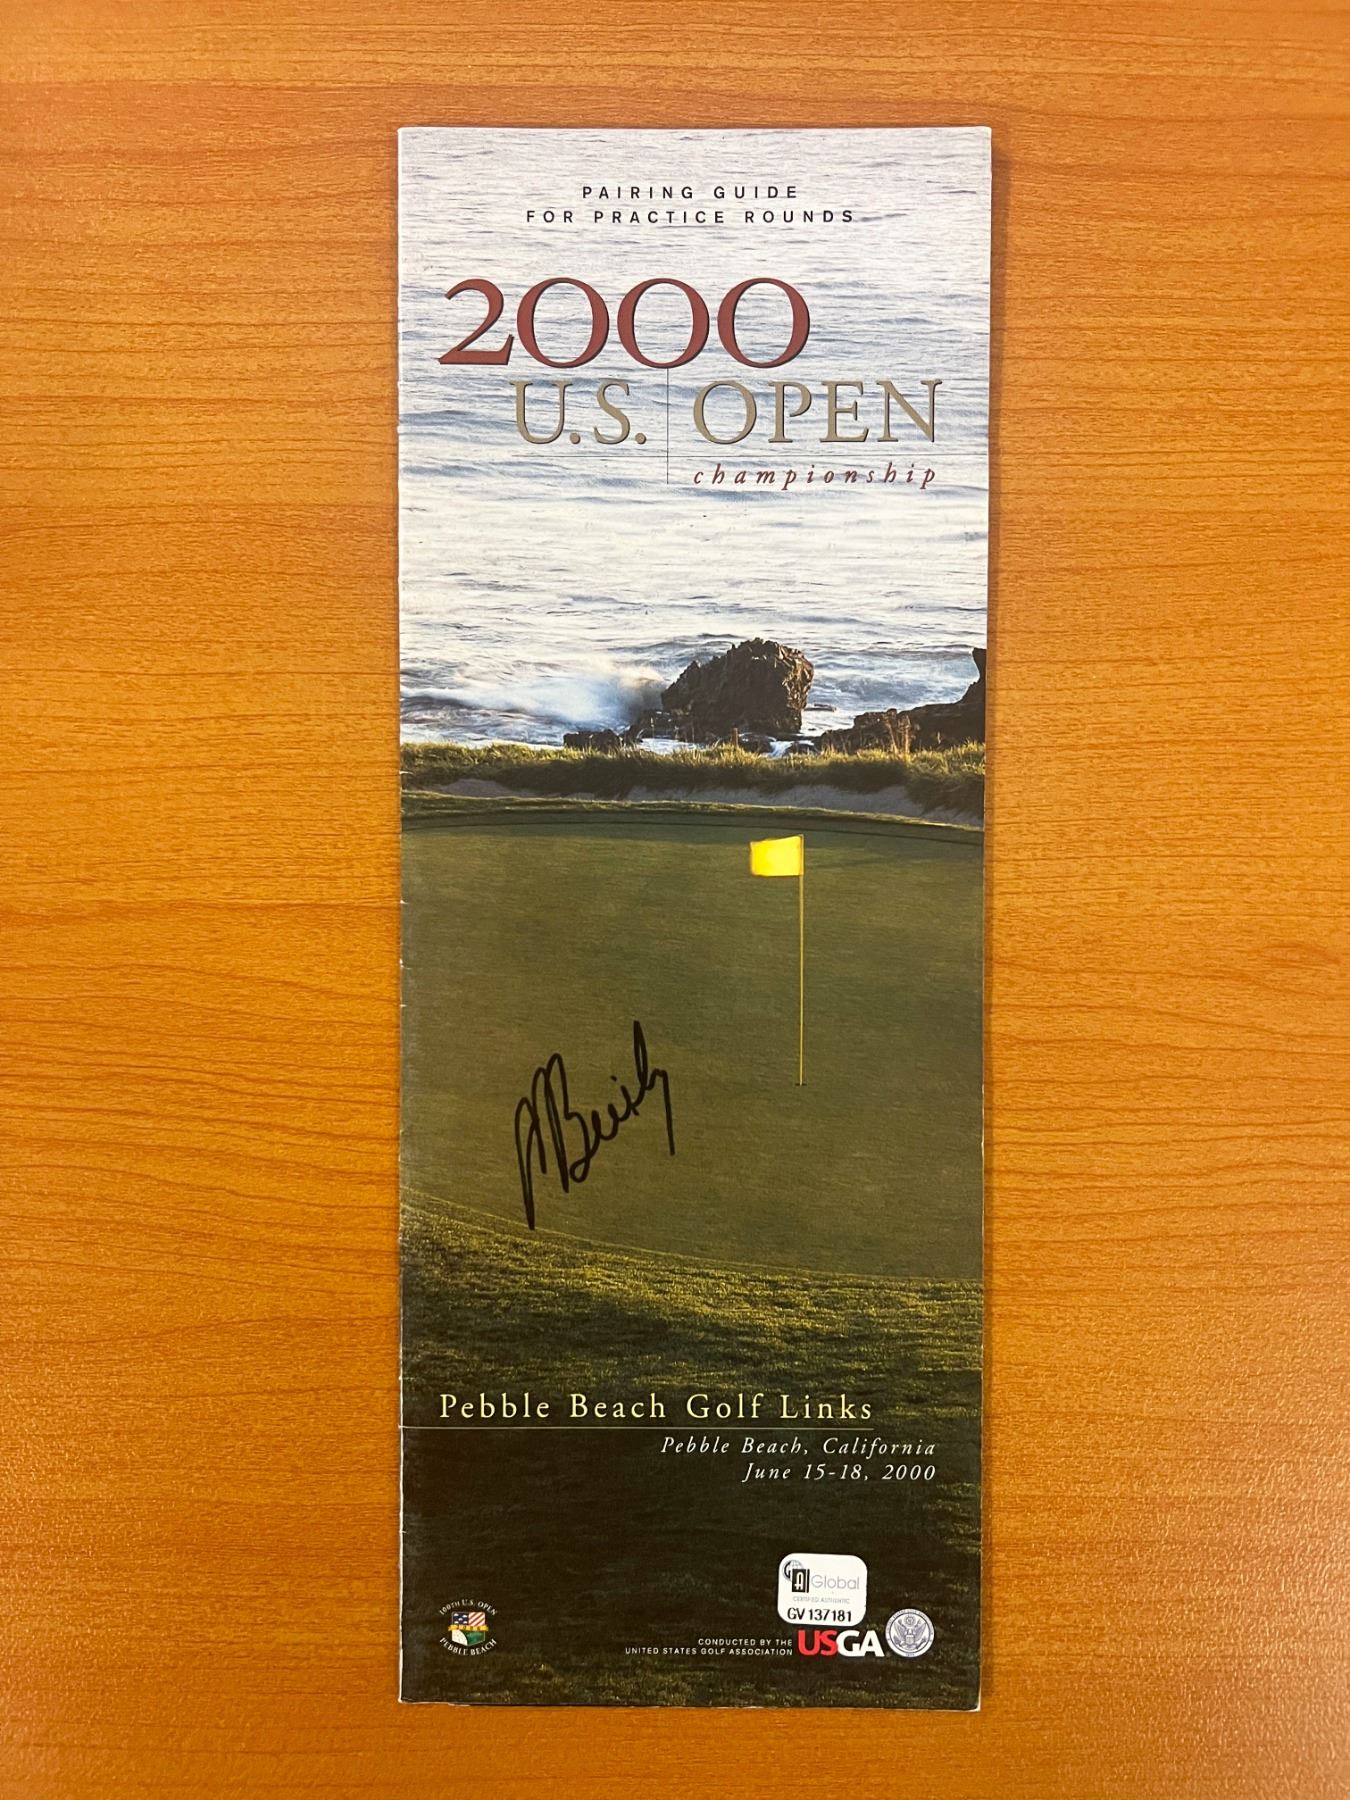 PAIRING GUIDE
FOR PRACTICE ROUNDS
2000
U.S. OPEN
championship
Pebble Beach Golf Links
Pebble Beach, California
June 15-18, 2000
GA Global
CERTIFIED AUTHENTIC
GV 137181
100TH U.S. OPEN
PEBBLE BEACH
CONDUCTED BY THE
UNITED STATES GOLF ASSOCIATION
USGA